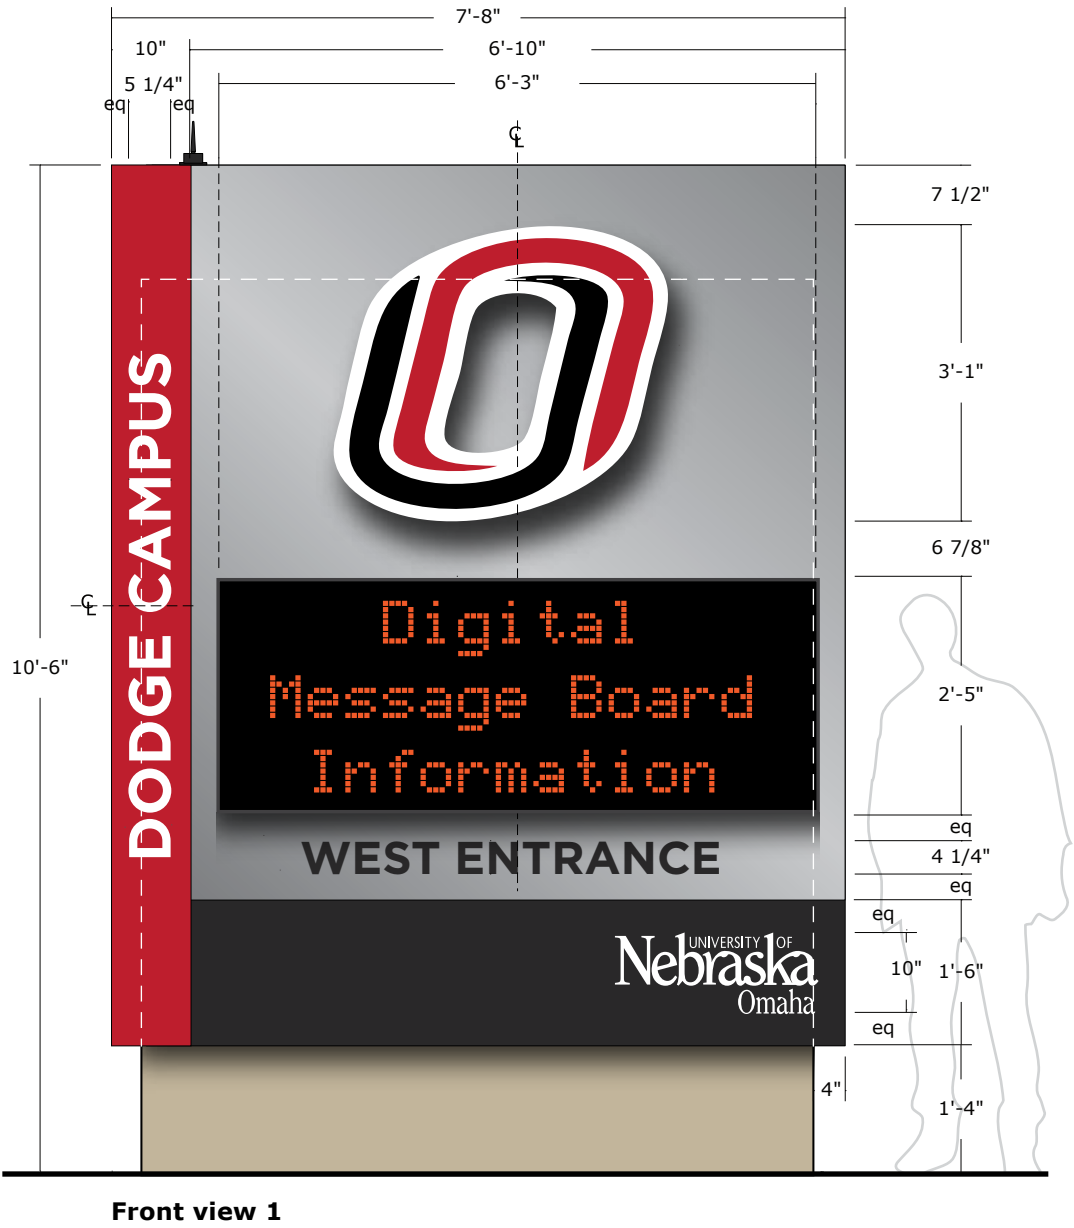 7'-8"
10"
6'-10"
5 1/4"
6'-3"
eq
eq
CL
7 1/2"
3'-1"
6 7/8"
DODGE CAMPUS
CL
10'-6"
Digital
Message Board
Information
2'-5"
eq
WEST ENTRANCE
4 1/4"
eq
eq
UNIVERSITY OF
Nebraska
Omaha
10"
1'-6"
eq
4"
1'-4"
Front view 1